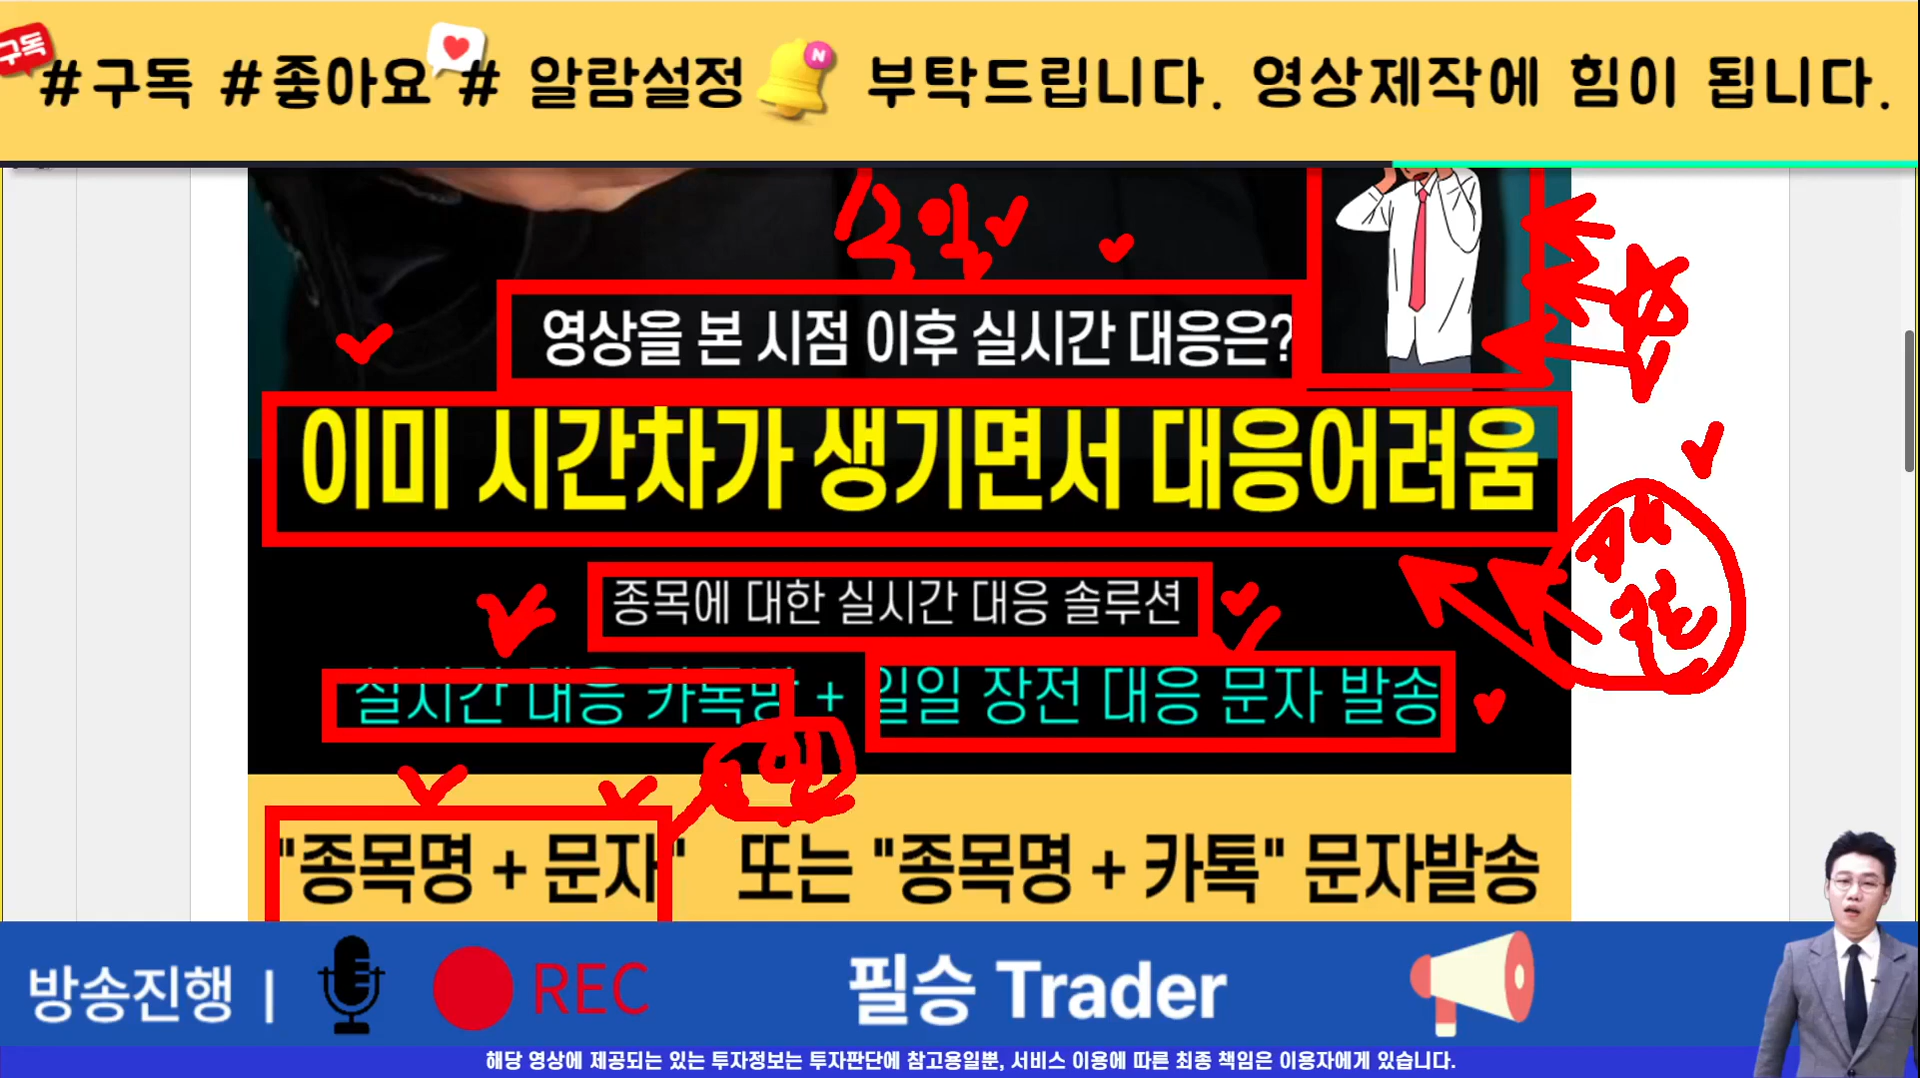 구독
#구독 #좋아요 # 알람설정 N 부탁드립니다. 영상제작에 힘이 됩니다.
영상을 본 시점 이후 실시간 대응은?
이미 시간차가 생기면서 대응어려움
종목에 대한 실시간 대응 솔루션
실시간 대응 카톡방 + 일일 장전 대응 문자 발송
"종목명 + 문자" 또는 "종목명 + 카톡" 문자발송
방송진행 | REC 필승 Trader
해당 영상에 제공되는 있는 투자정보는 투자판단에 참고용일뿐, 서비스 이용에 따른 최종 책임은 이용자에게 있습니다.